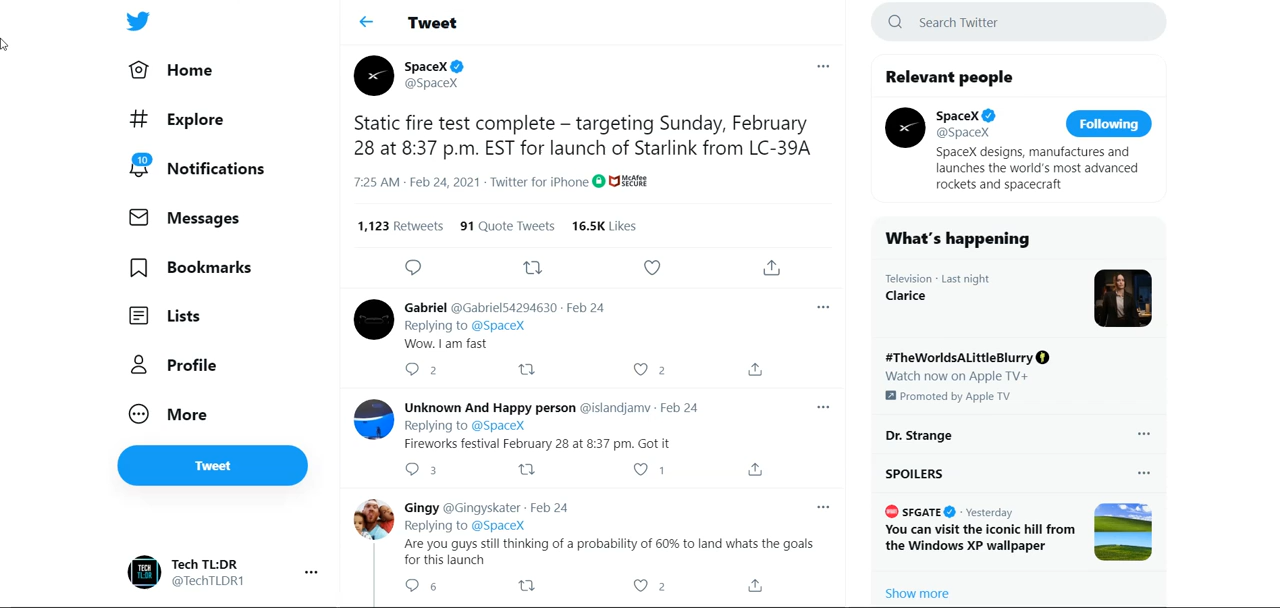 Home
Explore
10
Notifications
Messages
Bookmarks
Lists
Profile
More
Tweet
TECH
TL;DR
Tech TL:DR
@TechTLDR1
Tweet
SpaceX
@SpaceX
Static fire test complete – targeting Sunday, February
28 at 8:37 p.m. EST for launch of Starlink from LC-39A
7:25 AM · Feb 24, 2021 · Twitter for iPhone McAfee SECURE
1,123 Retweets 91 Quote Tweets 16.5K Likes
Gabriel @Gabriel54294630 · Feb 24
Replying to @SpaceX
Wow. I am fast
2 2
Unknown And Happy person @islandjamv · Feb 24
Replying to @SpaceX
Fireworks festival February 28 at 8:37 pm. Got it
3 1
Gingy @Gingyskater · Feb 24
Replying to @SpaceX
Are you guys still thinking of a probability of 60% to land whats the goals
for this launch
6 2
Search Twitter
Relevant people
SpaceX
@SpaceX
Following
SpaceX designs, manufactures and
launches the world's most advanced
rockets and spacecraft
What's happening
Television · Last night
Clarice
#TheWorldsALittleBlurry
Watch now on Apple TV+
Promoted by Apple TV
Dr. Strange
SPOILERS
SFGATE · Yesterday
You can visit the iconic hill from
the Windows XP wallpaper
Show more